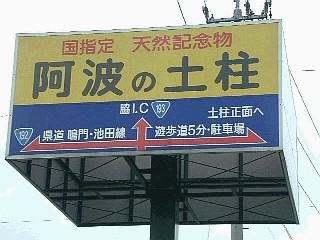 国指定 天然記念物
阿波の土柱
脇I.C 193 土柱正面へ
192 県道 鳴門・池田線 遊歩道5分・駐車場